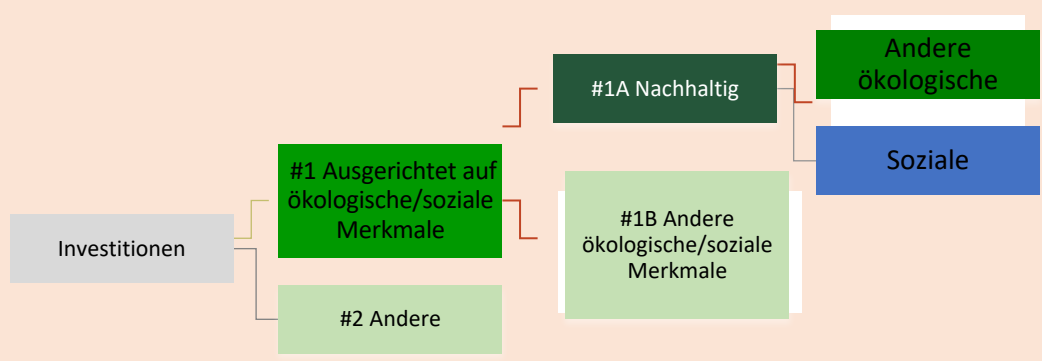 Investitionen
#1 Ausgerichtet auf
ökologische/soziale
Merkmale
#2 Andere
#1A Nachhaltig
#1B Andere
ökologische/soziale
Merkmale
Andere
ökologische
Soziale